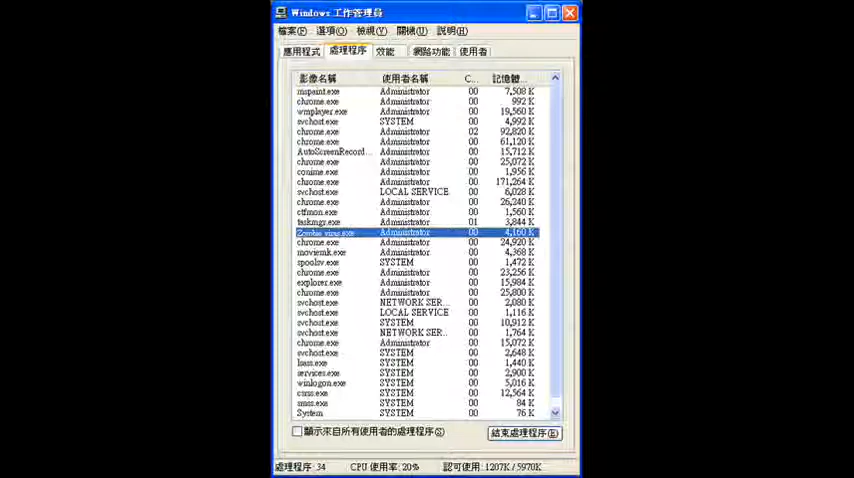 Windows 工作管理員
檔案(F) 選項(O) 檢視(V) 關機(U) 說明(H)
應用程式 處理程序 效能 網路功能 使用者
影像名稱 使用者名稱 C... 記憶體...
mspaint.exe Administrator 00 7,508 K
chrome.exe Administrator 00 992 K
wmplayer.exe Administrator 00 19,560 K
svchost.exe SYSTEM 00 4,992 K
chrome.exe Administrator 02 92,820 K
chrome.exe Administrator 00 61,120 K
AutoScreenRecord... Administrator 00 15,712 K
chrome.exe Administrator 00 25,072 K
conime.exe Administrator 00 1,956 K
chrome.exe Administrator 00 171,264 K
svchost.exe LOCAL SERVICE 00 6,028 K
chrome.exe Administrator 00 26,240 K
ctfmon.exe Administrator 00 1,560 K
taskmgr.exe Administrator 01 3,844 K
Zombie virus.exe Administrator 00 4,160 K
chrome.exe Administrator 00 24,920 K
moviemk.exe Administrator 00 4,368 K
spoolsv.exe SYSTEM 00 1,472 K
chrome.exe Administrator 00 23,256 K
explorer.exe Administrator 00 15,984 K
chrome.exe Administrator 00 25,800 K
svchost.exe NETWORK SER... 00 2,080 K
svchost.exe LOCAL SERVICE 00 1,116 K
svchost.exe SYSTEM 00 10,912 K
svchost.exe NETWORK SER... 00 1,764 K
chrome.exe Administrator 00 15,072 K
svchost.exe SYSTEM 00 2,648 K
lsass.exe SYSTEM 00 1,440 K
services.exe SYSTEM 00 2,900 K
winlogon.exe SYSTEM 00 5,016 K
csrss.exe SYSTEM 00 12,564 K
smss.exe SYSTEM 00 84 K
System SYSTEM 00 76 K
顯示來自所有使用者的處理程序(S) 結束處理程序(E)
處理程序: 34 CPU 使用率: 20% 認可使用: 1207K / 5970K